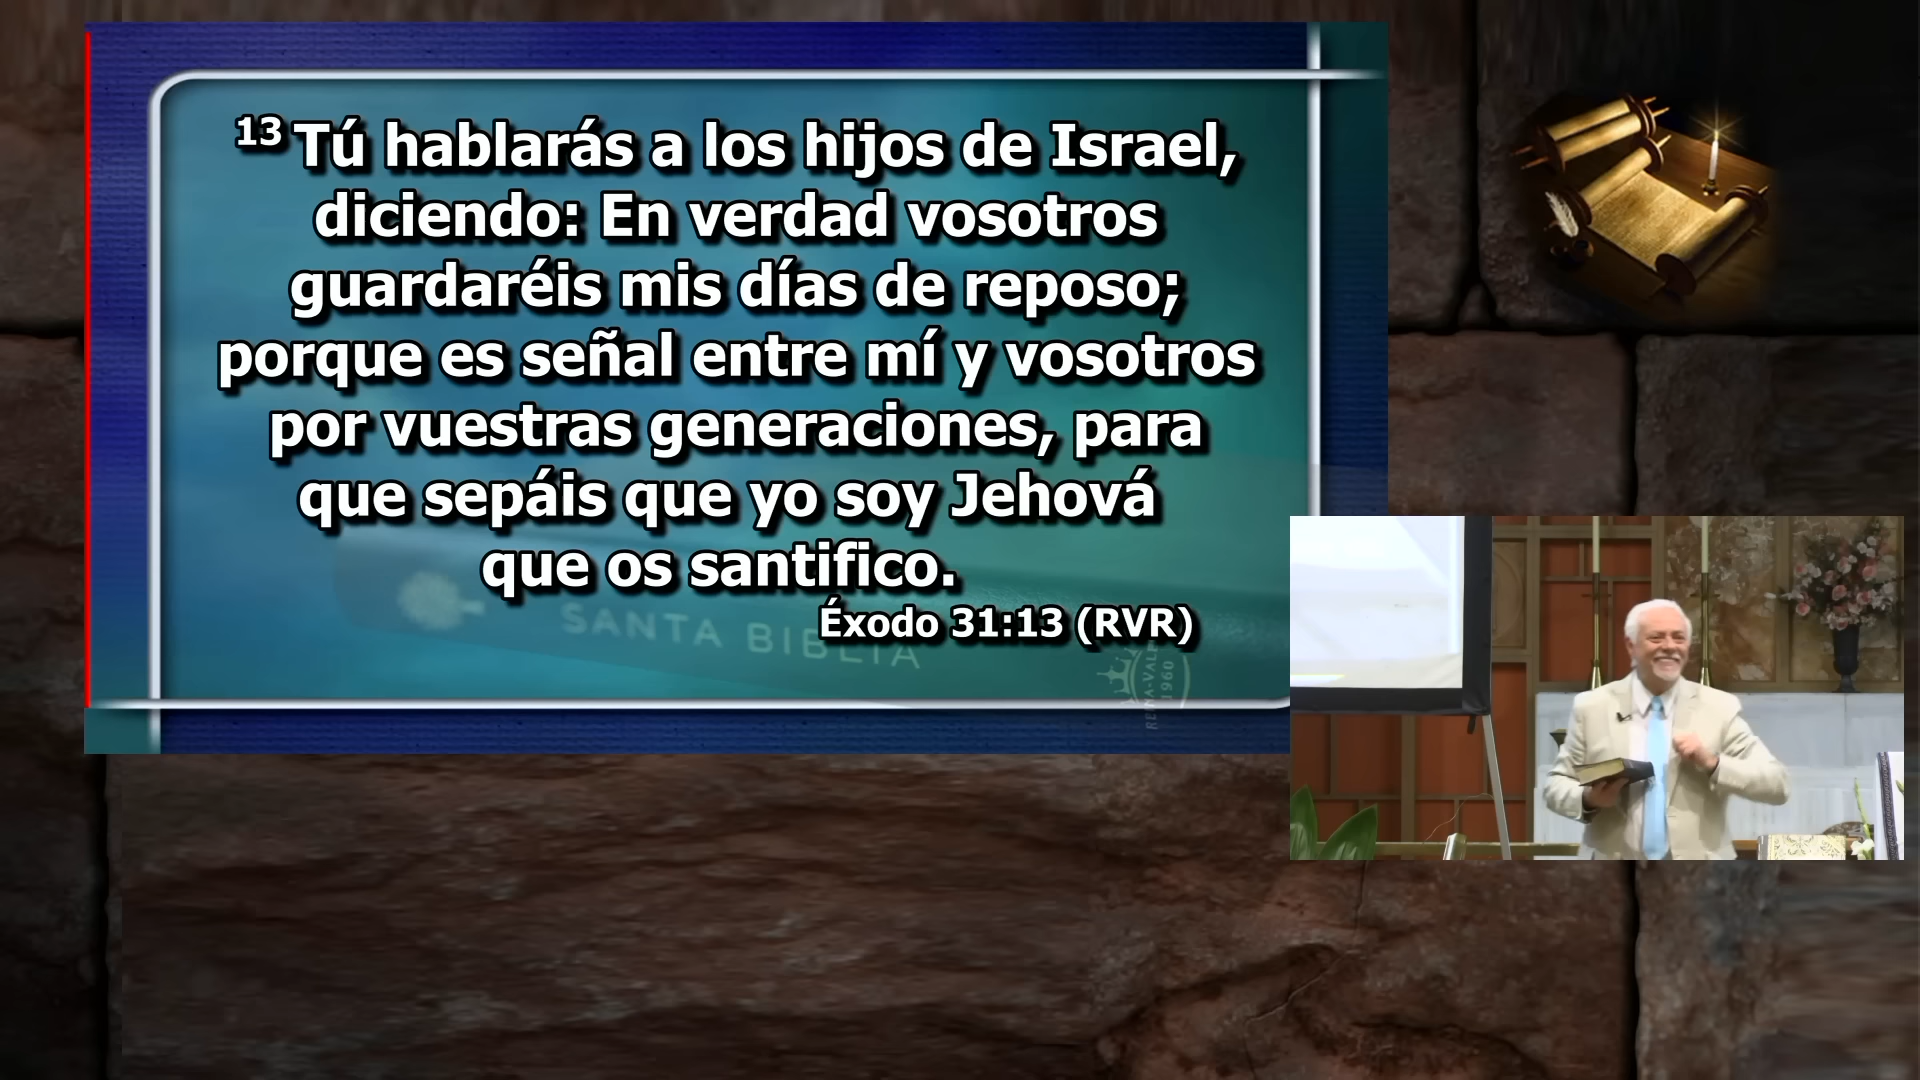 13 Tú hablarás a los hijos de Israel,
diciendo: En verdad vosotros
guardaréis mis días de reposo;
porque es señal entre mí y vosotros
por vuestras generaciones, para
que sepáis que yo soy Jehová
que os santifico.
Éxodo 31:13 (RVR)
SANTA BIBLIA
1960